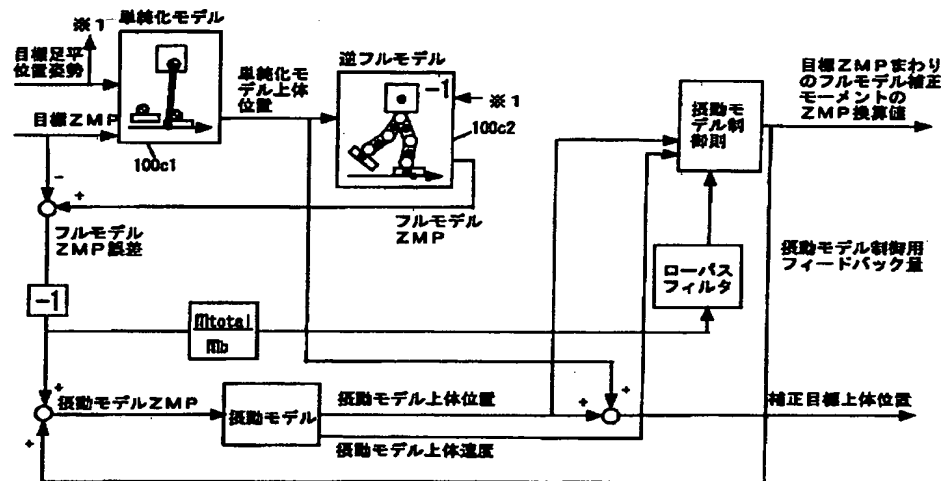 ※1
単純化モデル
目標足平
位置姿勢
目標ZMP
100c1
単純化モ
デル上体
位置
逆フルモデル
-1
※1
100c2
摂動モ
デル制
御則
目標ZMPまわり
のフルモデル補正
モーメントの
ZMP換算値
-
+
フルモデル
ZMP誤差
フルモデル
ZMP
摂動モデル制御用
フィードバック量
ローパス
フィルタ
-1
Mtotal
Mb
+
摂動モデルZMP
+
摂動モデル
摂動モデル上体位置
摂動モデル上体速度
+
+
補正目標上体位置